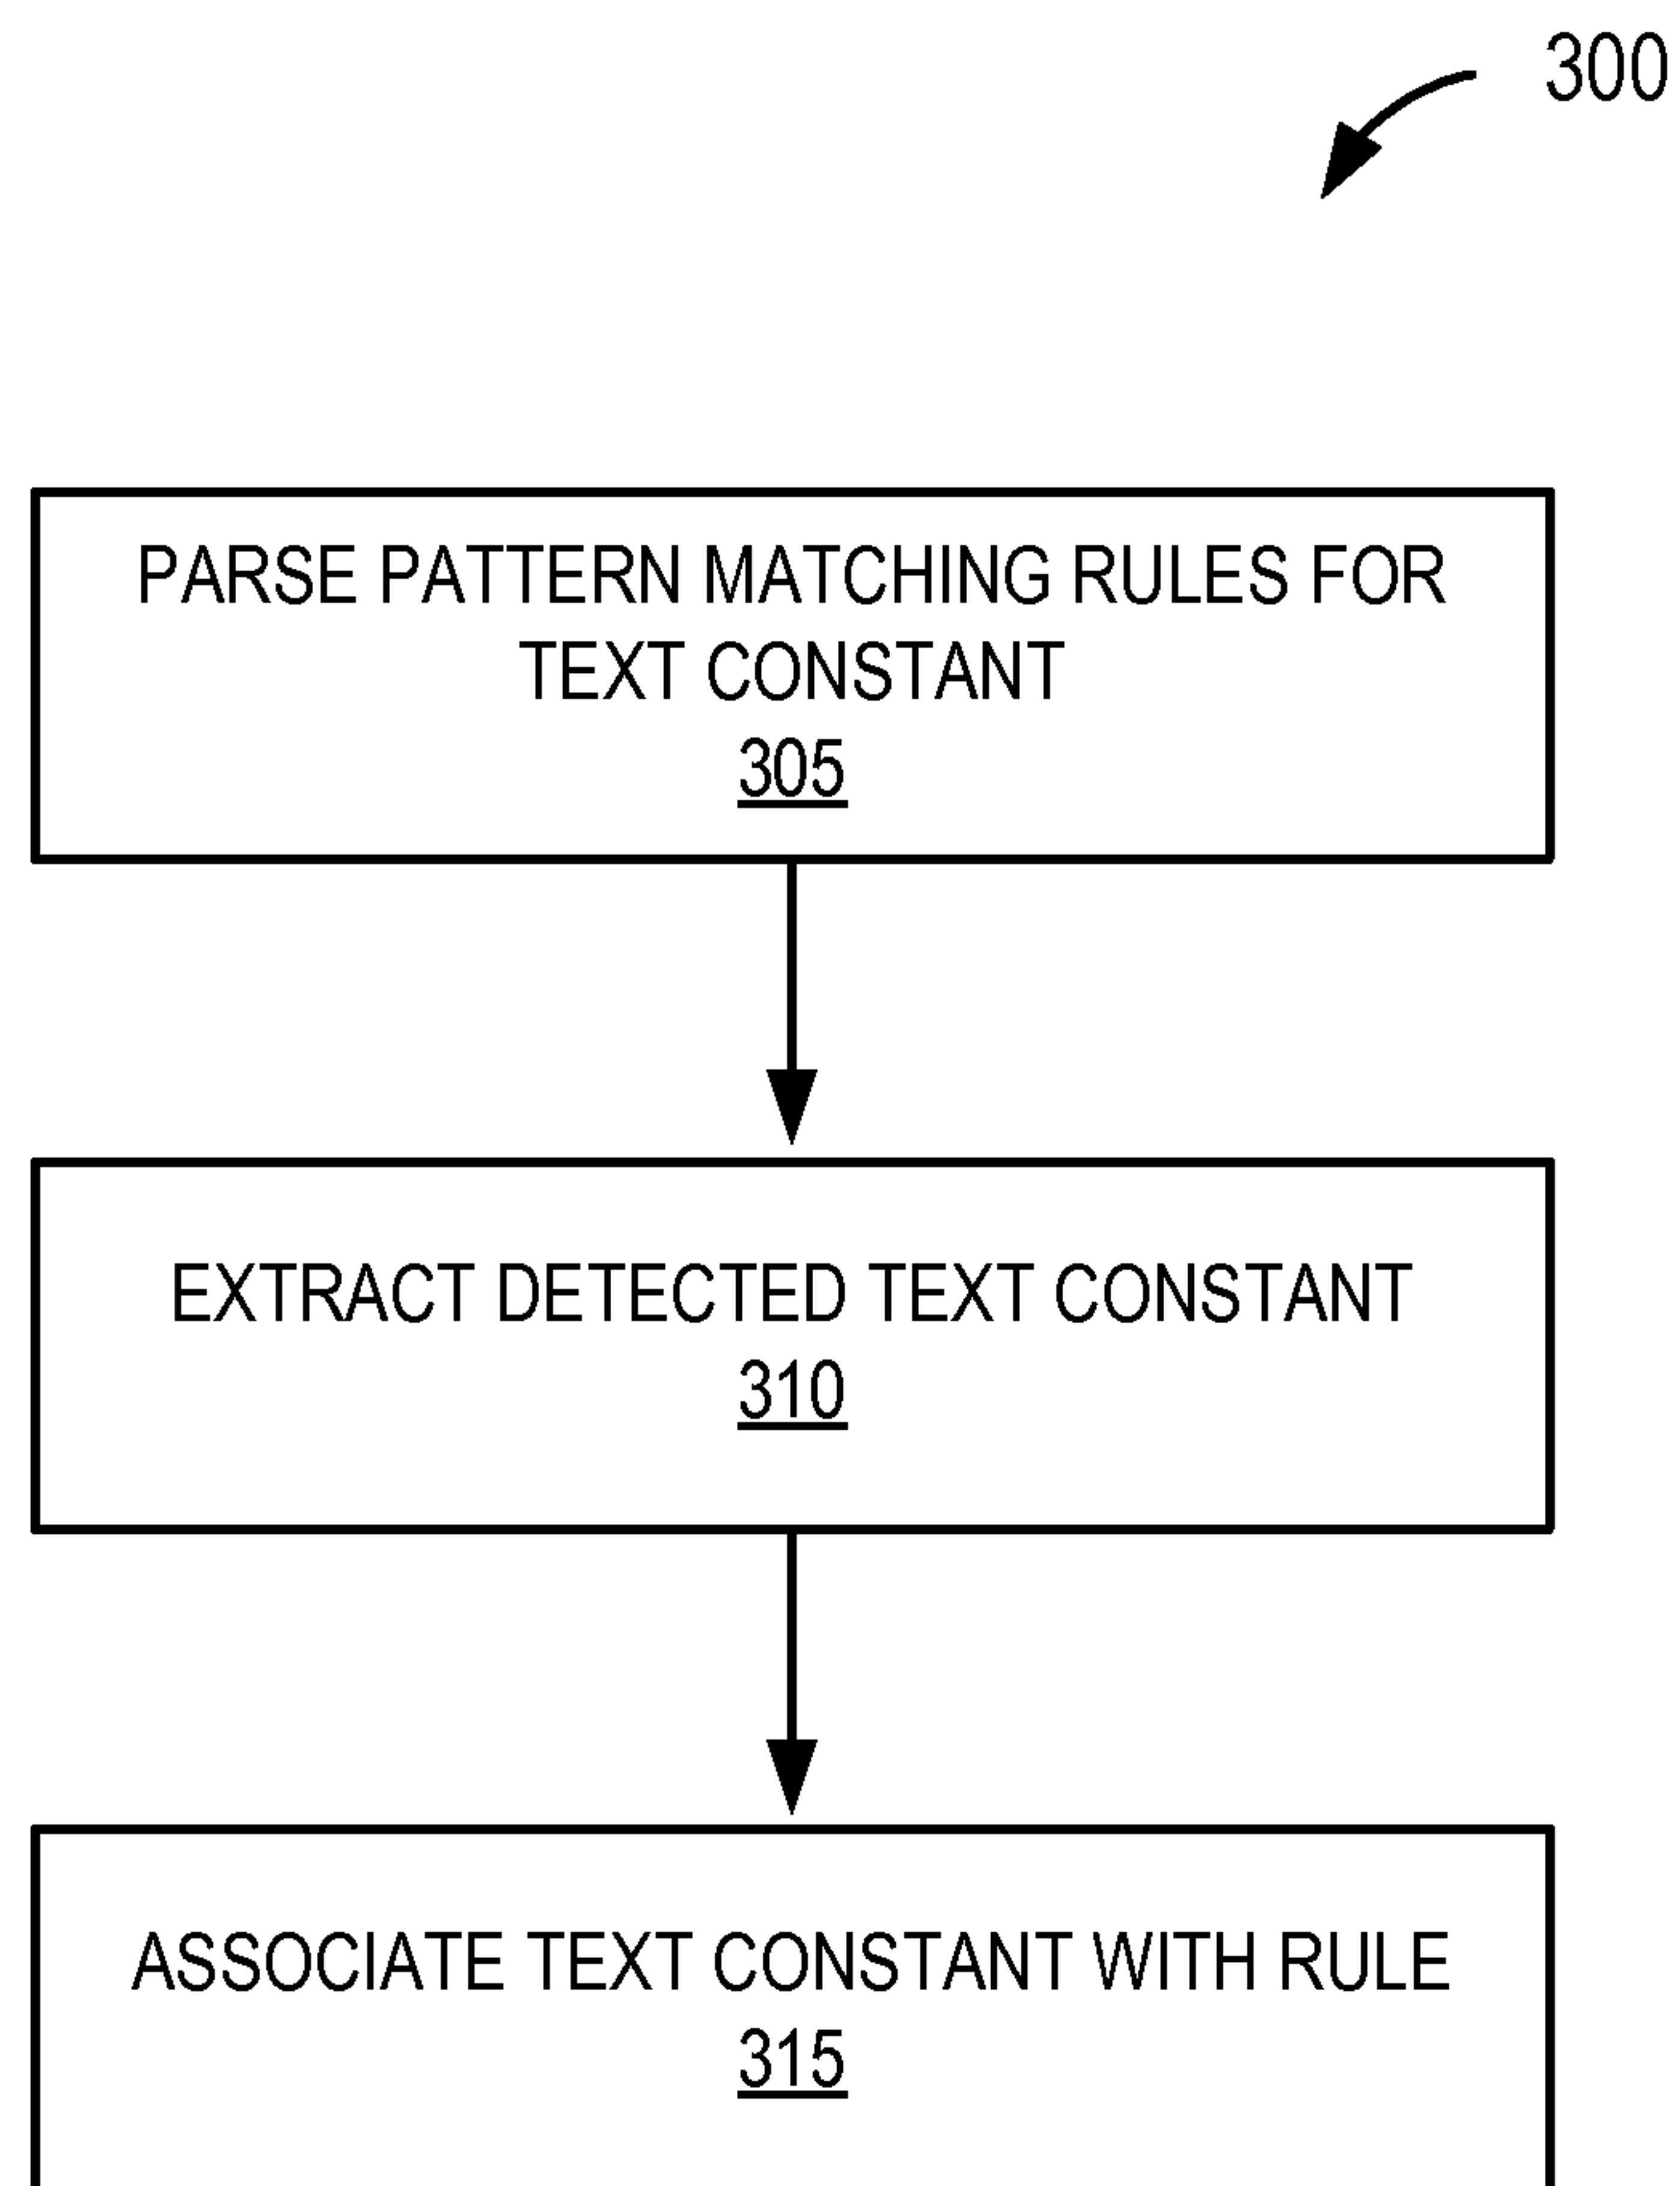 300
PARSE PATTERN MATCHING RULES FOR
TEXT CONSTANT
305
EXTRACT DETECTED TEXT CONSTANT
310
ASSOCIATE TEXT CONSTANT WITH RULE
315